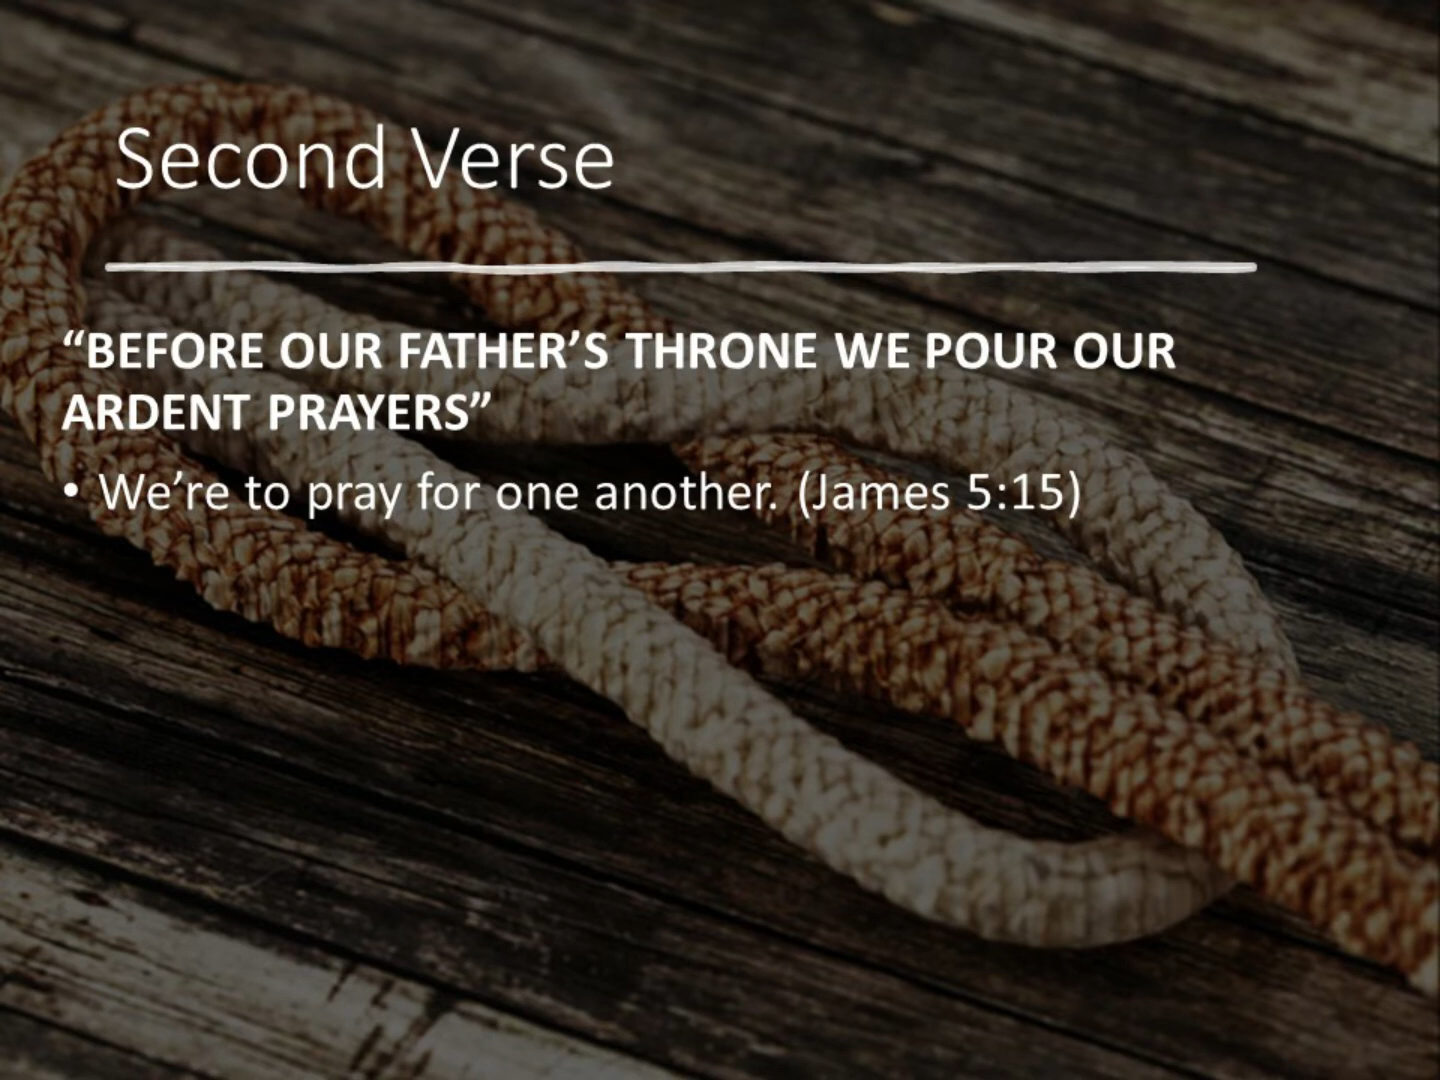 Second Verse
“BEFORE OUR FATHER’S THRONE WE POUR OUR
ARDENT PRAYERS”
• We’re to pray for one another. (James 5:15)